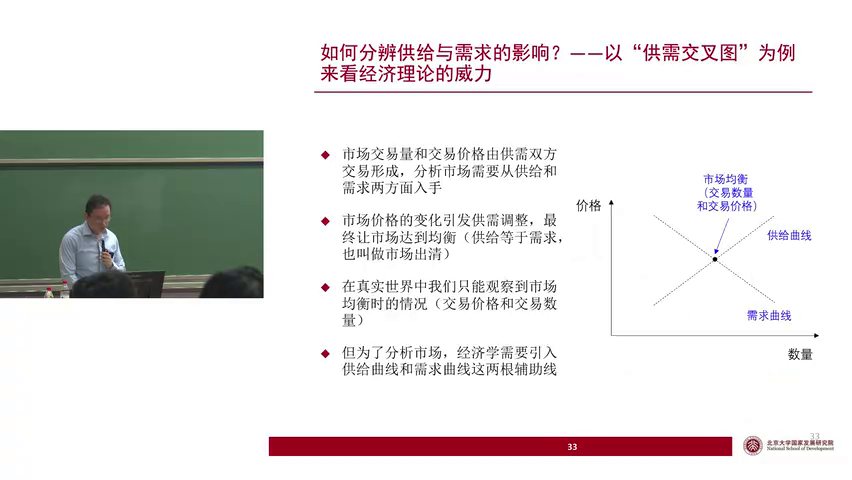 如何分辨供给与需求的影响？——以“供需交叉图”为例
来看经济理论的威力
市场交易量和交易价格由供需双方
交易形成，分析市场需要从供给和
需求两方面入手
市场价格的变化引发供需调整，最
终让市场达到均衡（供给等于需求，
也叫做市场出清）
在真实世界中我们只能观察到市场
均衡时的情况（交易价格和交易数
量）
但为了分析市场，经济学需要引入
供给曲线和需求曲线这两根辅助线
市场均衡
（交易数量
和交易价格）
价格
供给曲线
需求曲线
数量
33
33
北京大学国家发展研究院
National School of Development